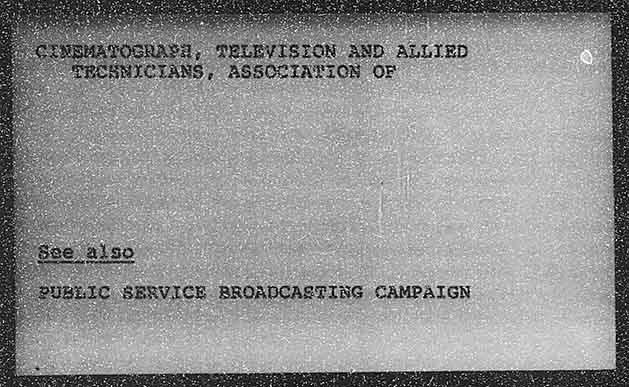 CINEMATOGRAPH, TELEVISION AND ALLIED
TECHNICIANS, ASSOCIATION OF
See also
PUBLIC SERVICE BROADCASTING CAMPAIGN